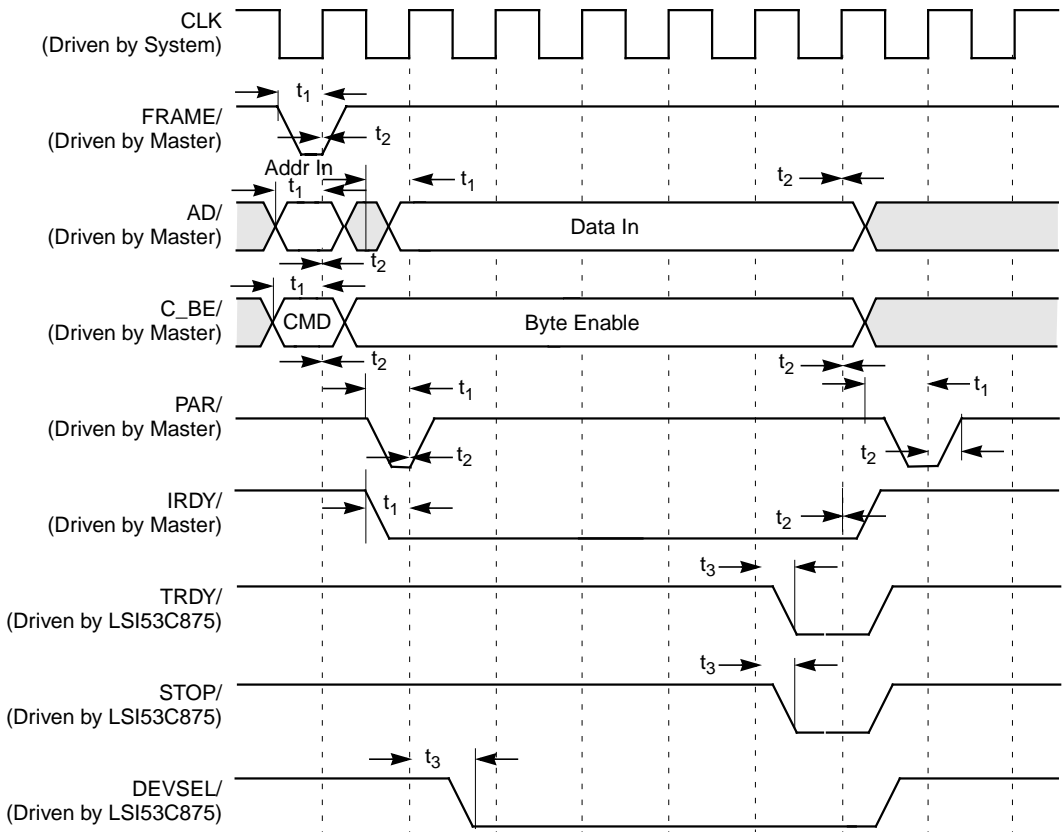 CLK
(Driven by System)
t1
FRAME/
(Driven by Master)
t2
Addr In
t1
t1
t2
AD/
(Driven by Master)
Data In
t2
t1
C_BE/
(Driven by Master)
CMD
Byte Enable
t2
t2
t1
t1
PAR/
(Driven by Master)
t2
t2
IRDY/
(Driven by Master)
t1
t2
t3
TRDY/
(Driven by LSI53C875)
t3
STOP/
(Driven by LSI53C875)
t3
DEVSEL/
(Driven by LSI53C875)